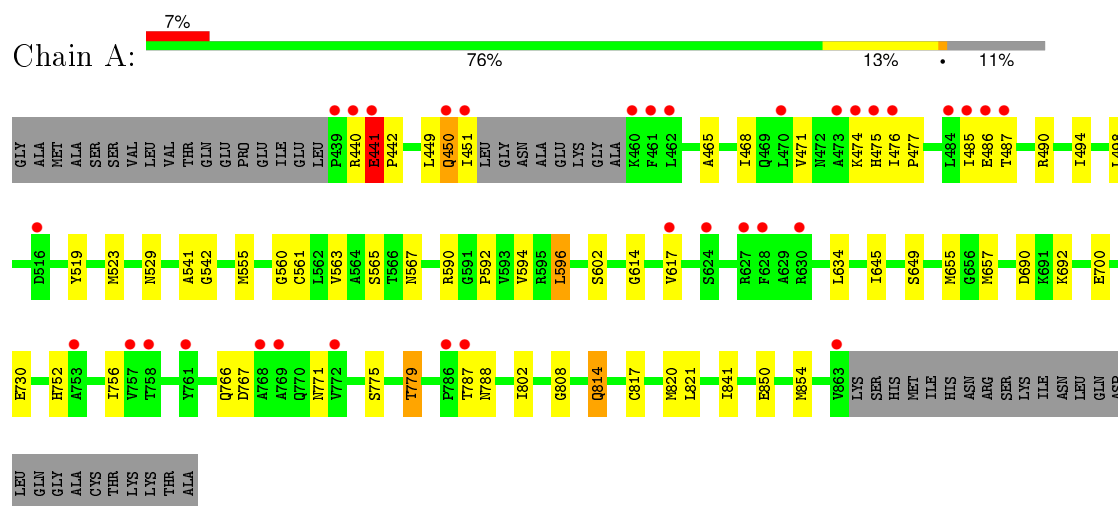 7%
Chain A:
76% 13% • 11%
GLY ALA MET ALA SER SER VAL LEU VAL THR GLN GLU PRO GLU ILE GLU LEU P439 R440 E441 P442 L449 Q450 I451 LEU GLY ASN ALA GLU LYS GLY ALA K460 F461 L462 A465 I468 Q469 L470 V471 N472 A473 K474 H475 I476 P477 L484 I485 E486 T487 R490 I494 L498
D516 Y519 M523 N529 A541 G542 M555 G560 C561 L562 V563 A564 S565 T566 N567 R590 G591 P592 V593 V594 R595 L596 S602 G614 V617 S624 R627 F628 A629 R630 L634 I645 S649 M655 G656 M657 D690 K691 K692 E700
E730 H752 A753 I756 V757 T758 Y761 Q766 D767 A768 A769 Q770 N771 V772 S775 T779 P786 T787 N788 I802 G808 Q814 C817 M820 L821 I841 E850 M854 V863 LYS SER HIS MET ILE HIS ASN ARG SER LYS ILE ASN LEU GLN ASP
LEU GLN GLY ALA CYS THR LYS LYS THR ALA